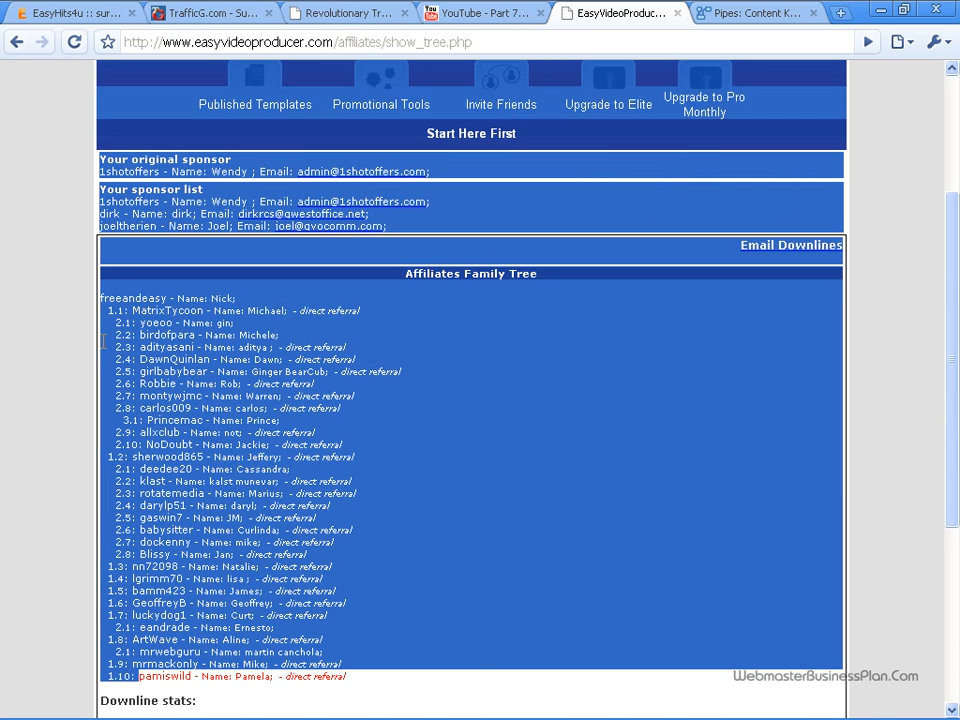 EasyHits4u :: sur...
TrafficG.com - Su...
Revolutionary Tr...
YouTube - Part 7...
EasyVideoProduc...
Pipes: Content K...
http://www.easyvideoproducer.com/affiliates/show_tree.php
Published Templates
Promotional Tools
Invite Friends
Upgrade to Elite
Upgrade to Pro
Monthly
Start Here First
Your original sponsor
1shotoffers - Name: Wendy ; Email: admin@1shotoffers.com;
Your sponsor list
1shotoffers - Name: Wendy ; Email: admin@1shotoffers.com;
dirk - Name: dirk; Email: dirkrcs@qwestoffice.net;
joeltherien - Name: Joel; Email: joel@gvocomm.com;
Email Downlines
Affiliates Family Tree
freeandeasy - Name: Nick;
1.1: MatrixTycoon - Name: Michael; - direct referral
2.1: yoeoo - Name: gin;
2.2: birdofpara - Name: Michele;
2.3: adityasani - Name: aditya ; - direct referral
2.4: DawnQuinlan - Name: Dawn; - direct referral
2.5: girlbabybear - Name: Ginger BearCub; - direct referral
2.6: Robbie - Name: Rob; - direct referral
2.7: montywjmc - Name: Warren; - direct referral
2.8: carlos009 - Name: carlos; - direct referral
3.1: Princemac - Name: Prince;
2.9: allxclub - Name: not; - direct referral
2.10: NoDoubt - Name: Jackie; - direct referral
1.2: sherwood865 - Name: Jeffery; - direct referral
2.1: deedee20 - Name: Cassandra;
2.2: klast - Name: kalst munevar; - direct referral
2.3: rotatemedia - Name: Marius; - direct referral
2.4: darylp51 - Name: daryl; - direct referral
2.5: gaswin7 - Name: JM; - direct referral
2.6: babysitter - Name: Curlinda; - direct referral
2.7: dockenny - Name: mike; - direct referral
2.8: Blissy - Name: Jan; - direct referral
1.3: nn72098 - Name: Natalie; - direct referral
1.4: lgrimm70 - Name: lisa ; - direct referral
1.5: bamm423 - Name: James; - direct referral
1.6: GeoffreyB - Name: Geoffrey; - direct referral
1.7: luckydog1 - Name: Curt; - direct referral
2.1: eandrade - Name: Ernesto;
1.8: ArtWave - Name: Aline; - direct referral
2.1: mrwebguru - Name: martin canchola;
1.9: mrmackonly - Name: Mike; - direct referral
1.10: pamiswild - Name: Pamela; - direct referral
WebmasterBusinessPlan.Com
Downline stats: